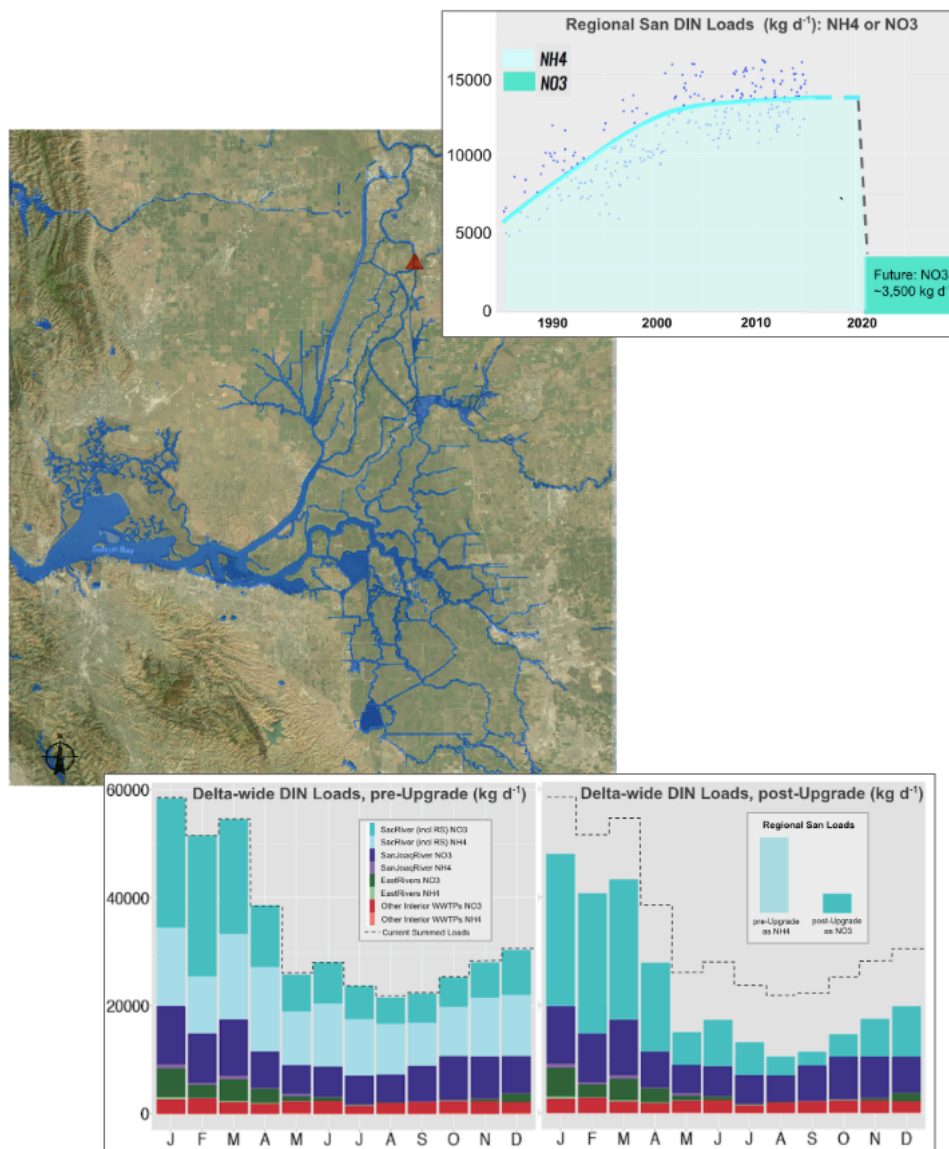 Regional San DIN Loads (kg d-1): NH4 or NO3
NH4
NO3
15000
10000
5000
0
Future: NO3
~3,500 kg d
1990
2000
2010
2020
Suisun Bay
N
Delta-wide DIN Loads, pre-Upgrade (kg d-1)
60000
40000
20000
0
SacRiver (incl RS) NO3
SacRiver (incl RS) NH4
SanJoaqRiver NO3
SanJoaqRiver NH4
EastRivers NO3
EastRivers NH4
Other Interior WWTPs NO3
Other Interior WWTPs NH4
Current Summed Loads
J F M A M J J A S O N D
Delta-wide DIN Loads, post-Upgrade (kg d-1)
Regional San Loads
pre-Upgrade
as NH4
post-Upgrade
as NO3
J F M A M J J A S O N D